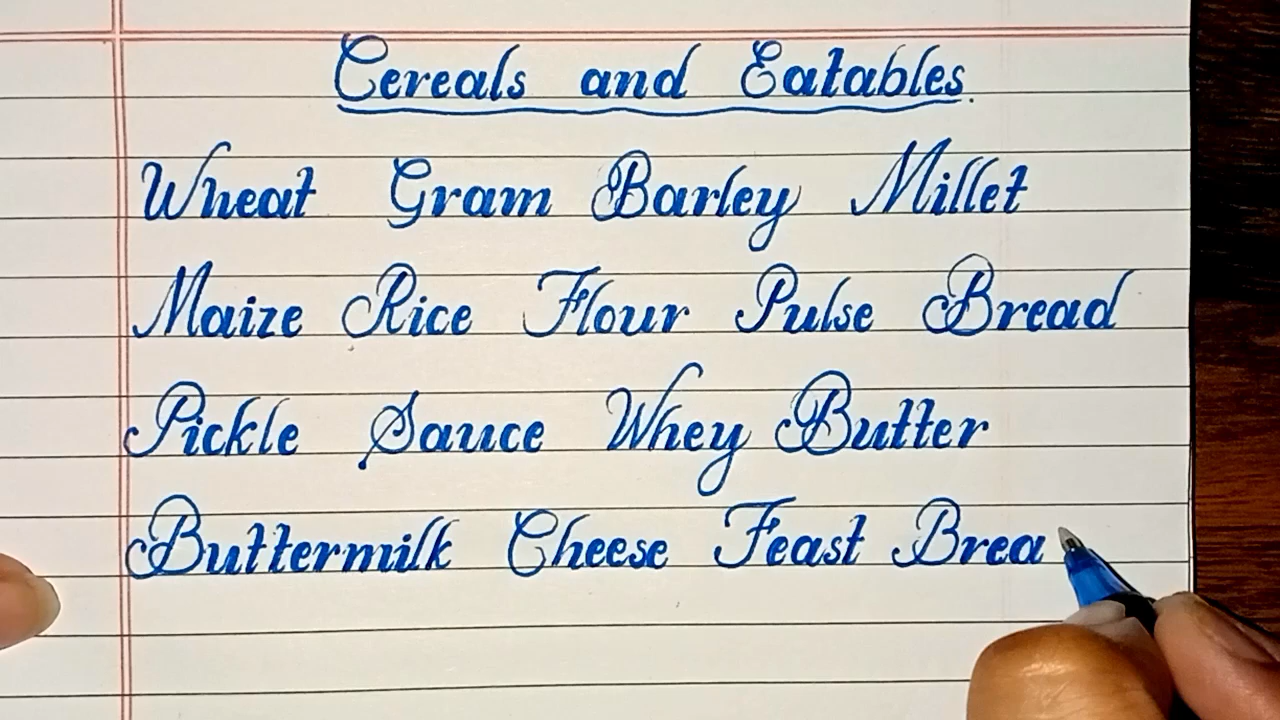 Cereals and Eatables.
Wheat Gram Barley Millet
Maize Rice Flour Pulse Bread
Pickle Sauce Whey Butter
Buttermilk Cheese Feast Brea